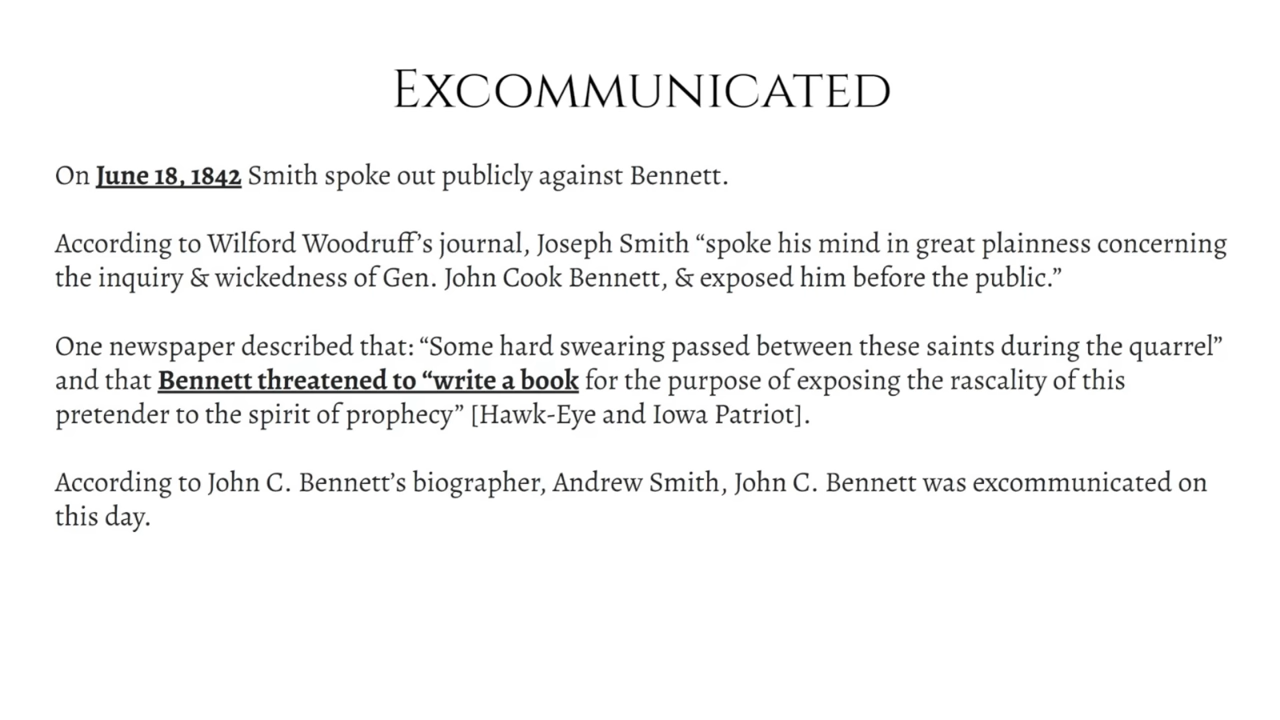 EXCOMMUNICATED
On June 18, 1842 Smith spoke out publicly against Bennett.
According to Wilford Woodruff’s journal, Joseph Smith “spoke his mind in great plainness concerning
the inquiry & wickedness of Gen. John Cook Bennett, & exposed him before the public.”
One newspaper described that: “Some hard swearing passed between these saints during the quarrel”
and that Bennett threatened to “write a book for the purpose of exposing the rascality of this
pretender to the spirit of prophecy” [Hawk-Eye and Iowa Patriot].
According to John C. Bennett’s biographer, Andrew Smith, John C. Bennett was excommunicated on
this day.